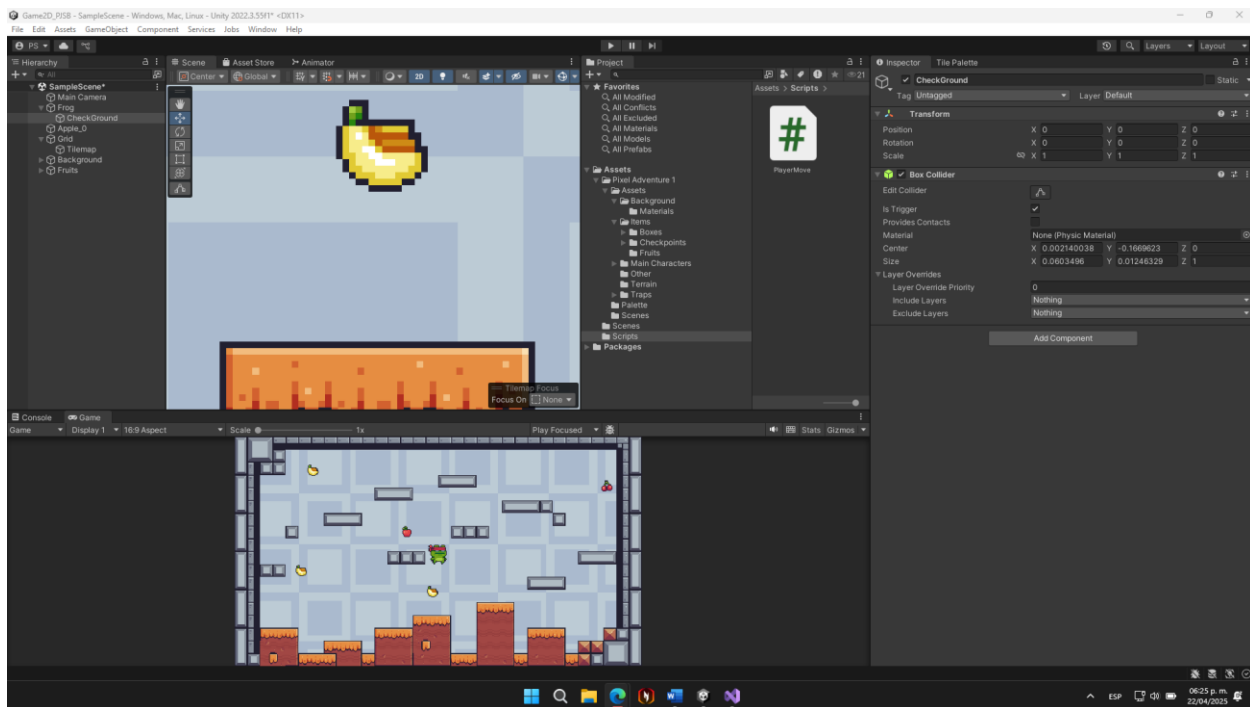 Game2D_PJSB - SampleScene - Windows, Mac, Linux - Unity 2022.3.55f1* <DX11>
File Edit Assets GameObject Component Services Jobs Window Help
PS
Layers
Layout
Hierarchy
All
SampleScene*
Main Camera
Frog
CheckGround
Apple_0
Grid
Tilemap
Background
Fruits
Scene
Asset Store
Animator
Center
Global
2D
Tilemap Focus
Focus On None
Project
21
Favorites
All Modified
All Conflicts
All Excluded
All Materials
All Models
All Prefabs
Assets
Pixel Adventure 1
Assets
Background
Materials
Items
Boxes
Checkpoints
Fruits
Main Characters
Other
Terrain
Traps
Palette
Scenes
Scenes
Scripts
Packages
Assets > Scripts >
#
PlayerMove
Inspector Tile Palette
CheckGround
Static
Tag Untagged Layer Default
Transform
Position X 0 Y 0 Z 0
Rotation X 0 Y 0 Z 0
Scale X 1 Y 1 Z 1
Box Collider
Edit Collider
Is Trigger
Provides Contacts
Material None (Physic Material)
Center X 0.002140038 Y -0.1669623 Z 0
Size X 0.0603496 Y 0.01246329 Z 1
Layer Overrides
Layer Override Priority 0
Include Layers Nothing
Exclude Layers Nothing
Add Component
Console Game
Game Display 1 16:9 Aspect Scale 1x Play Focused Stats Gizmos
ESP
06:25 p. m.
22/04/2025